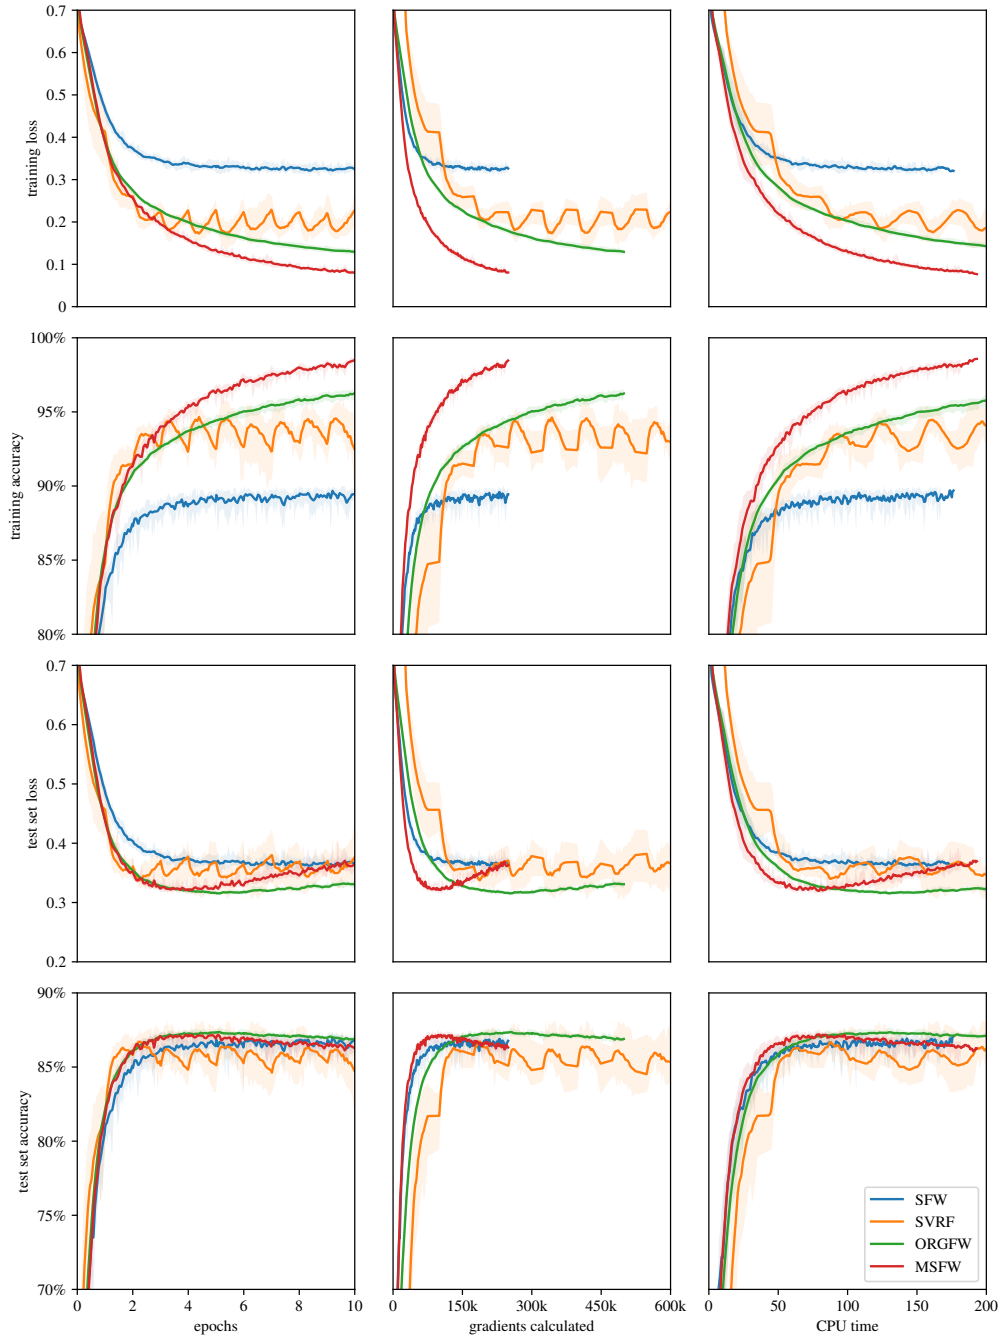 0.7
0.6
0.5
0.4
0.3
0.2
0.1
0
training loss
100%
95%
90%
85%
80%
training accuracy
0.7
0.6
0.5
0.4
0.3
0.2
test set loss
90%
85%
80%
75%
70%
test set accuracy
0 2 4 6 8 10
epochs
0 150k 300k 450k 600k
gradients calculated
0 50 100 150 200
CPU time
SFW
SVRF
ORGFW
MSFW